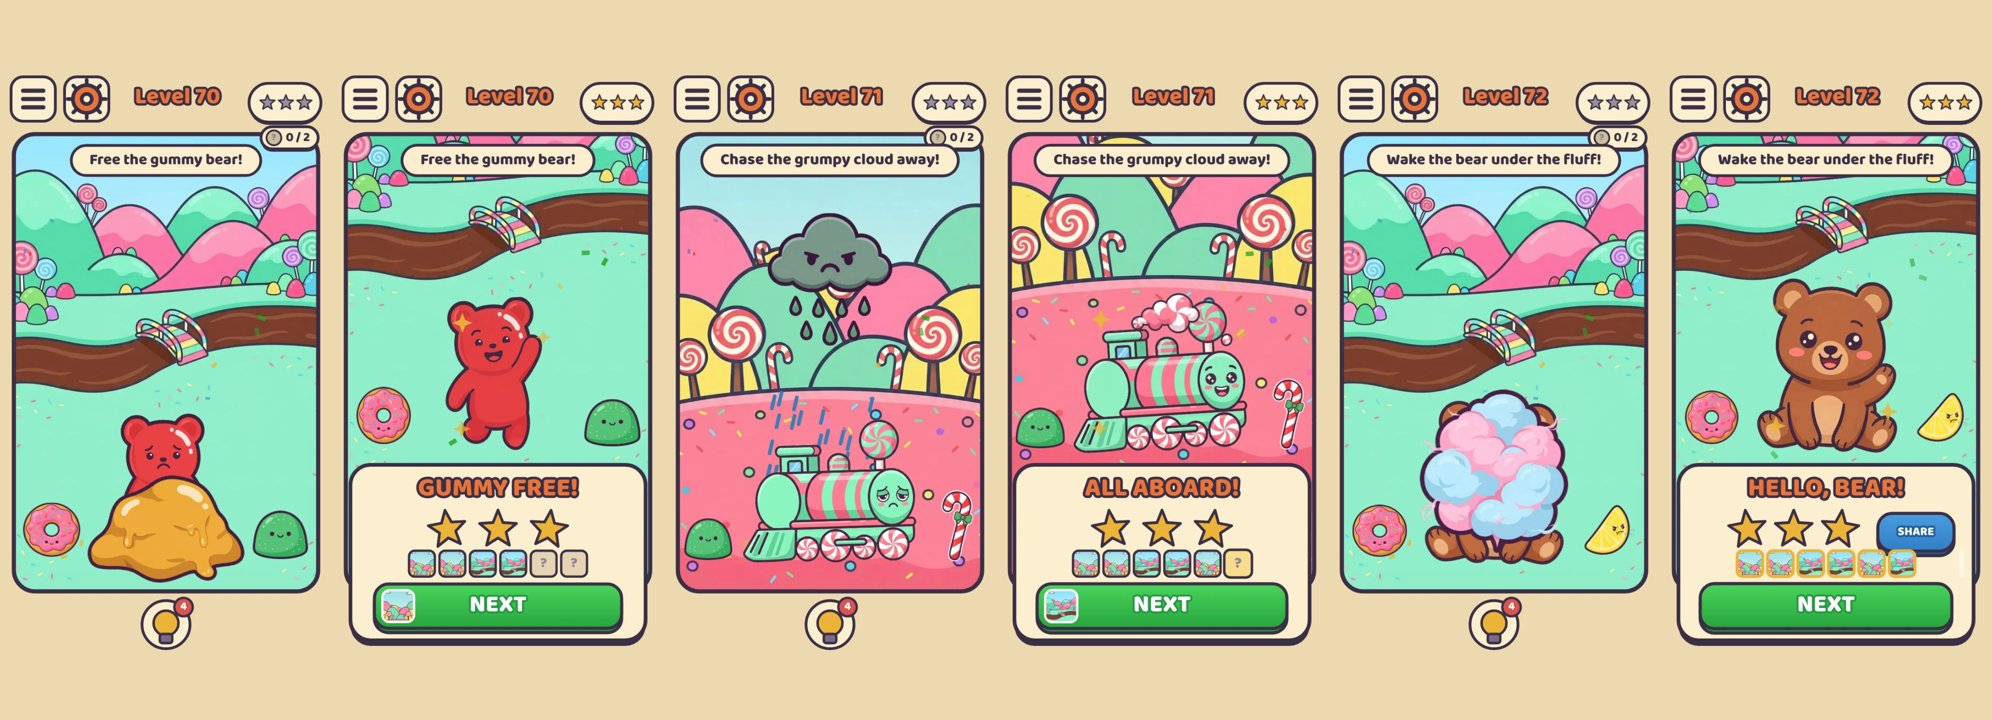 Level 70
0/2
Free the gummy bear!
4
Level 70
Free the gummy bear!
GUMMY FREE!
? ?
NEXT
Level 71
? 0/2
Chase the grumpy cloud away!
4
Level 71
Chase the grumpy cloud away!
ALL ABOARD!
?
NEXT
Level 72
? 0/2
Wake the bear under the fluff!
4
Level 72
Wake the bear under the fluff!
HELLO, BEAR!
SHARE
NEXT